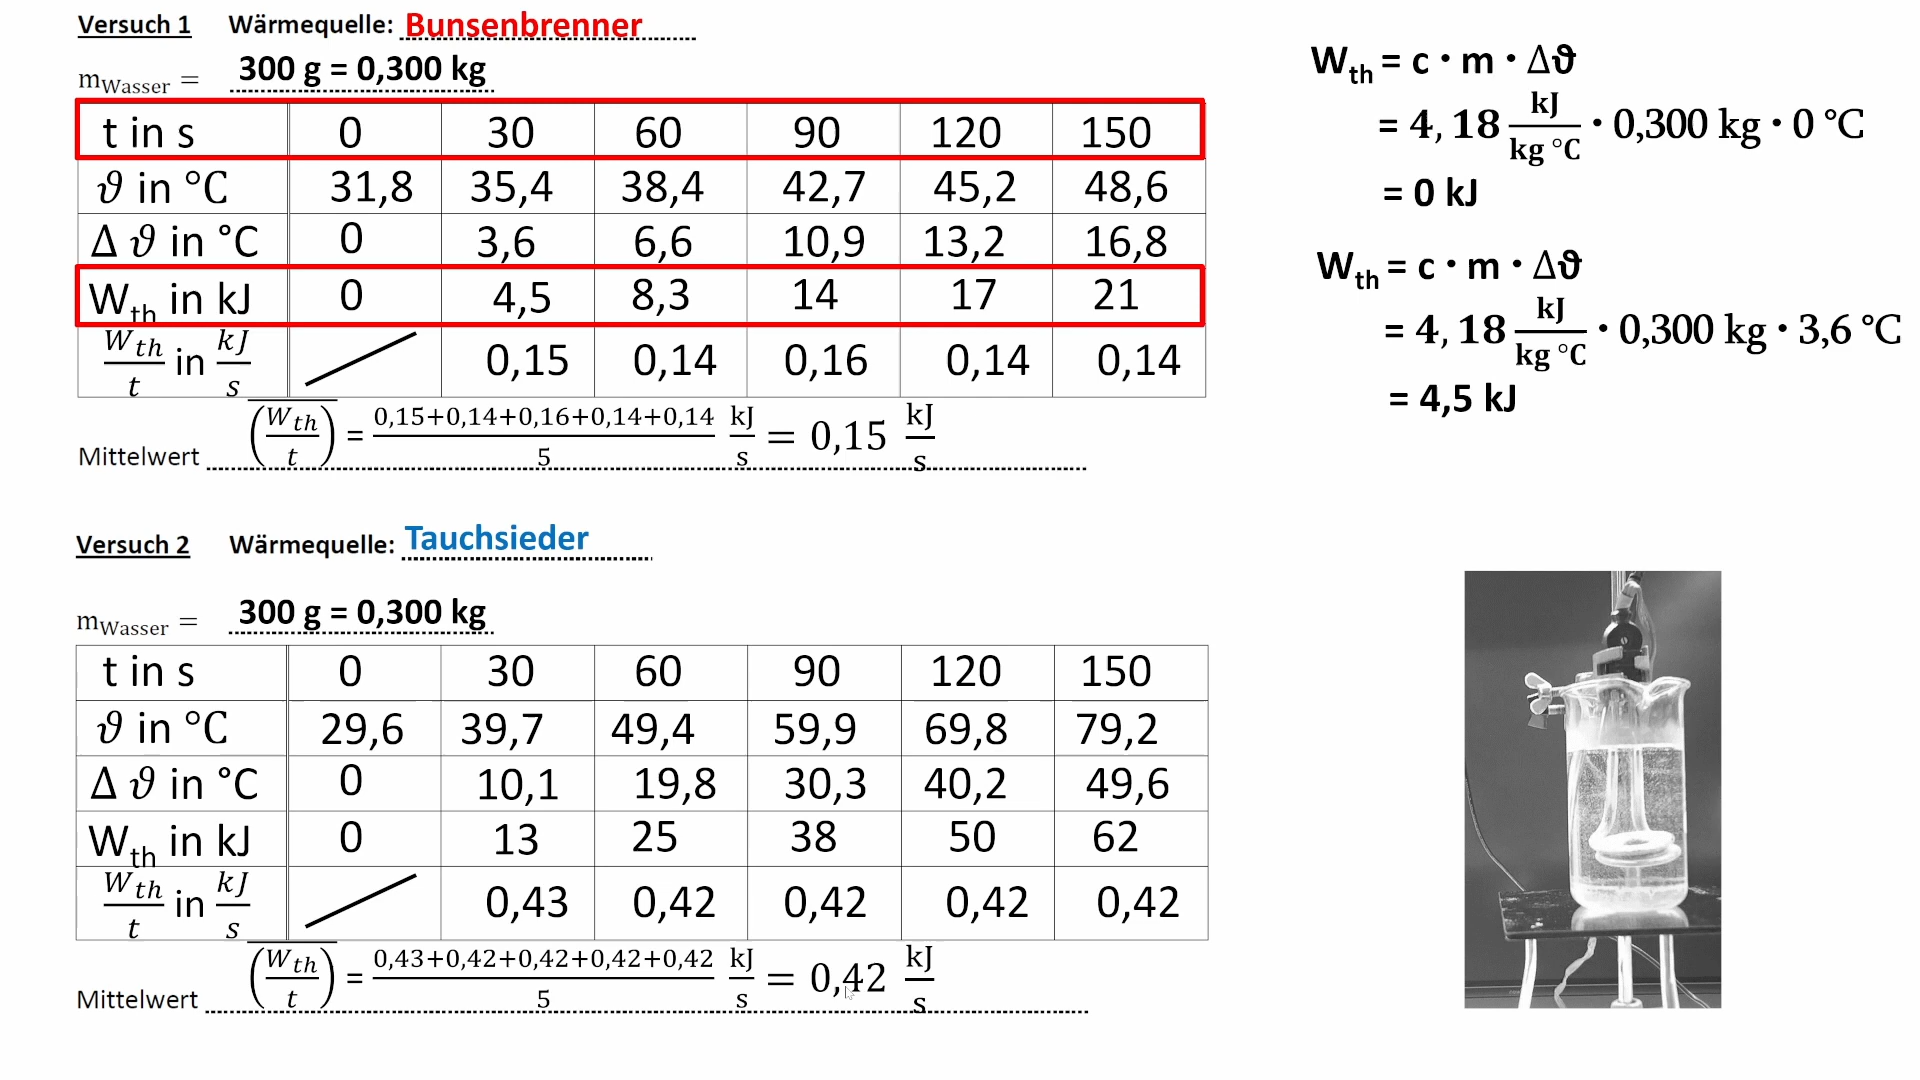 Versuch 1 Wärmequelle: Bunsenbrenner
mWasser = 300 g = 0,300 kg
t in s 0 30 60 90 120 150
ϑ in °C 31,8 35,4 38,4 42,7 45,2 48,6
Δ ϑ in °C 0 3,6 6,6 10,9 13,2 16,8
Wth in kJ 0 4,5 8,3 14 17 21
Wth/t in kJ/s 0,15 0,14 0,16 0,14 0,14
Mittelwert (Wth/t) = 0,15+0,14+0,16+0,14+0,14/5 kJ/s = 0,15 kJ/s
Wth = c · m · Δϑ
= 4,18 kJ/kg °C · 0,300 kg · 0 °C
= 0 kJ
Wth = c · m · Δϑ
= 4,18 kJ/kg °C · 0,300 kg · 3,6 °C
= 4,5 kJ
Versuch 2 Wärmequelle: Tauchsieder
mWasser = 300 g = 0,300 kg
t in s 0 30 60 90 120 150
ϑ in °C 29,6 39,7 49,4 59,9 69,8 79,2
Δ ϑ in °C 0 10,1 19,8 30,3 40,2 49,6
Wth in kJ 0 13 25 38 50 62
Wth/t in kJ/s 0,43 0,42 0,42 0,42 0,42
Mittelwert (Wth/t) = 0,43+0,42+0,42+0,42+0,42/5 kJ/s = 0,42 kJ/s